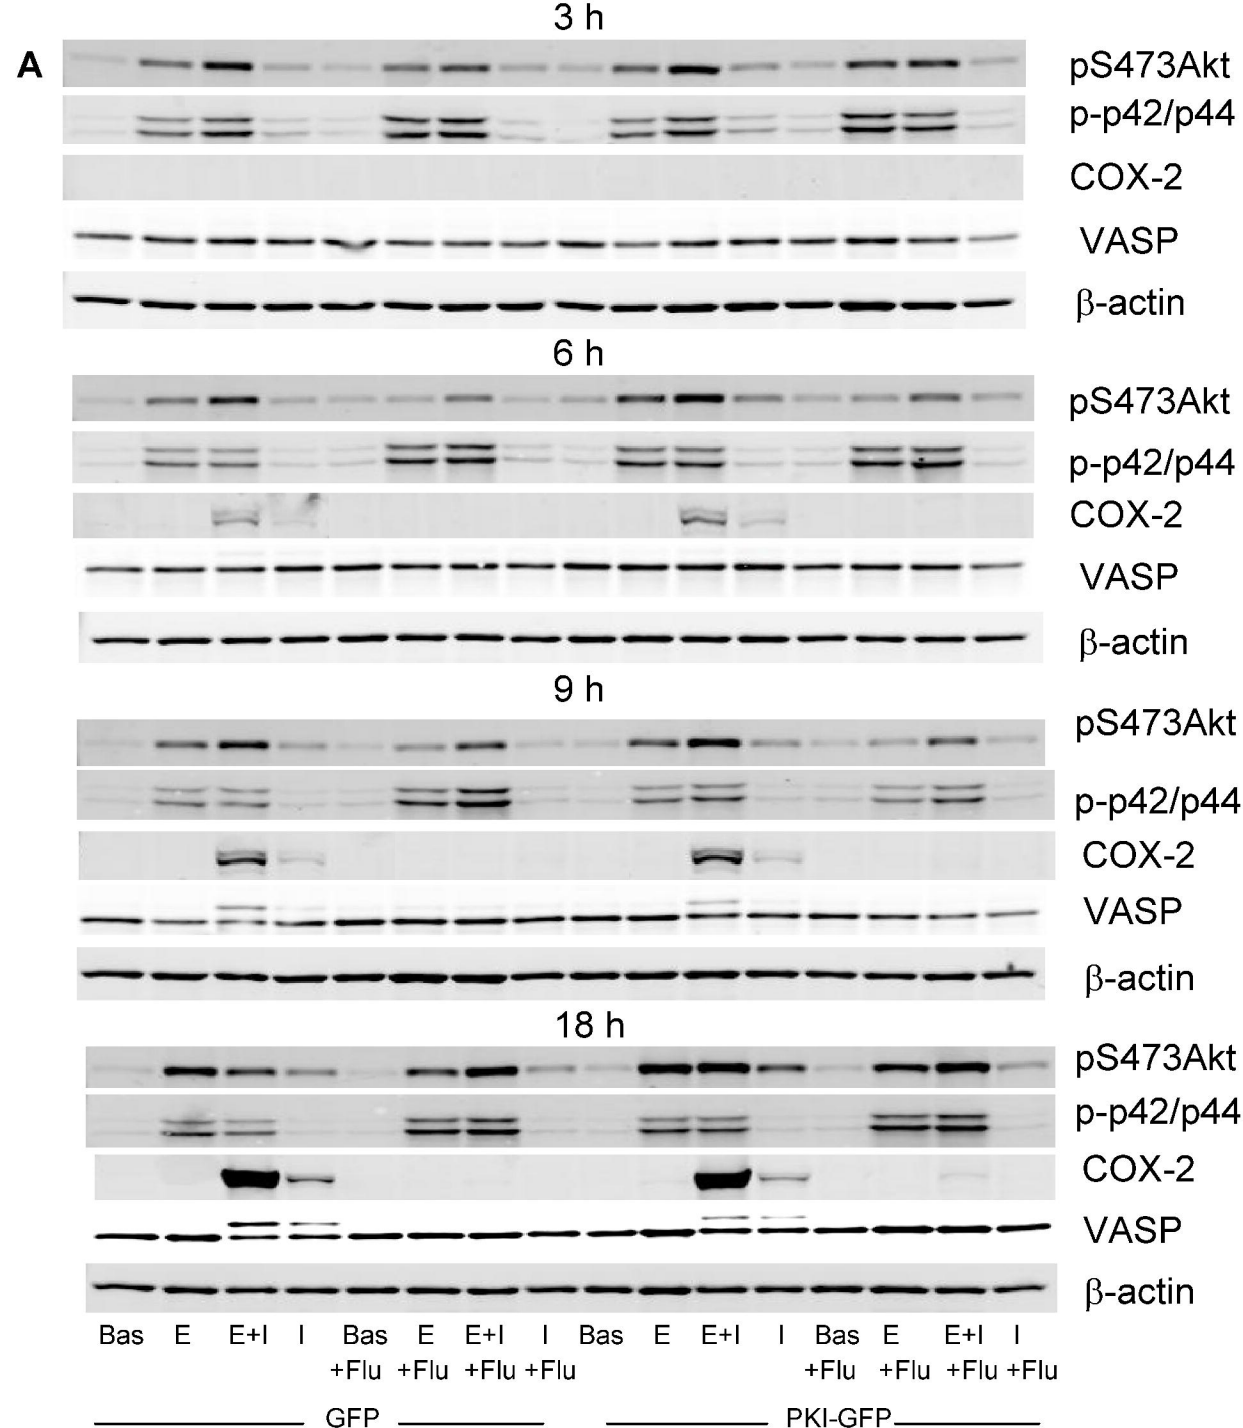 3 h
A
pS473Akt
p-p42/p44
COX-2
VASP
β-actin
6 h
pS473Akt
p-p42/p44
COX-2
VASP
β-actin
9 h
pS473Akt
p-p42/p44
COX-2
VASP
β-actin
18 h
pS473Akt
p-p42/p44
COX-2
VASP
β-actin
Bas E E+I I Bas E E+I I Bas E E+I I Bas E E+I I
+Flu +Flu +Flu +Flu +Flu +Flu +Flu +Flu
GFP PKI-GFP